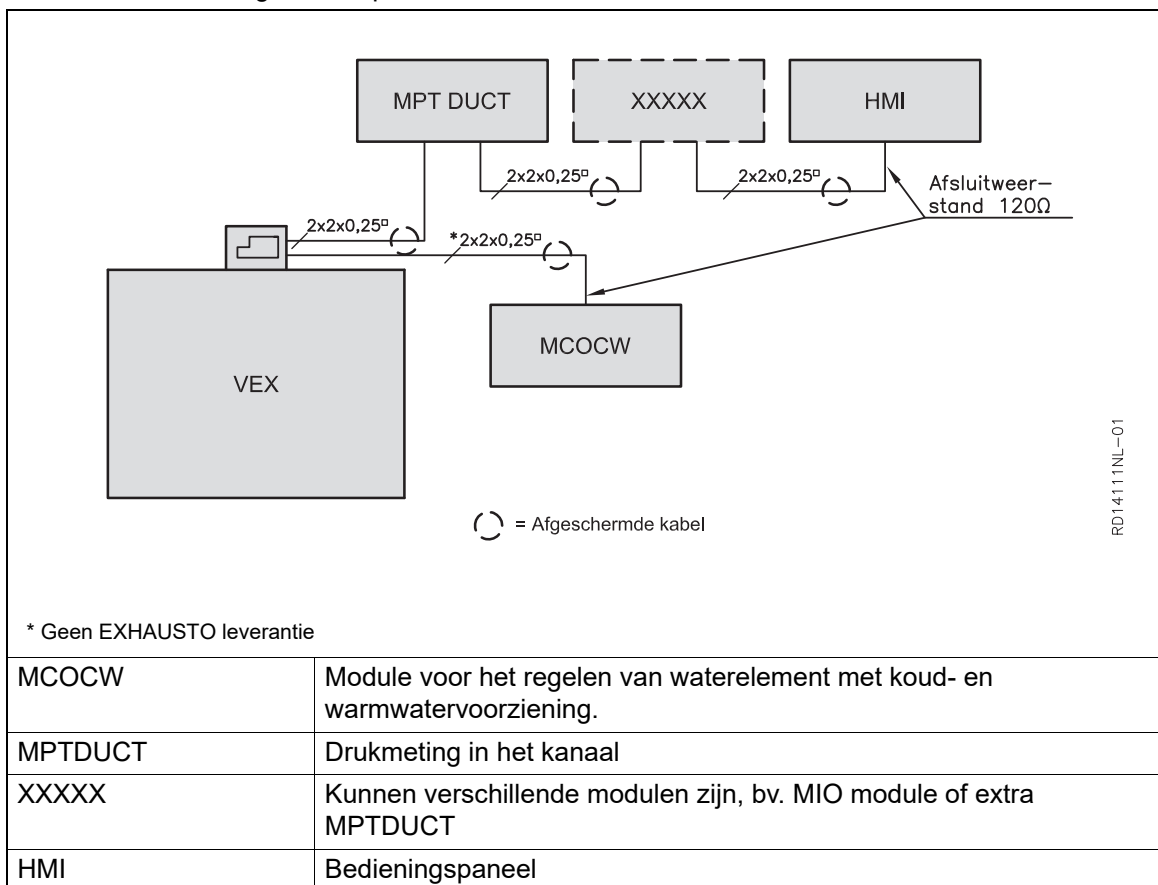 MPT DUCT
XXXXX
HMI
2x2x0,25□
2x2x0,25□
Afsluitweer-
stand 120Ω
2x2x0,25□
*2x2x0,25□
MCOCW
VEX
= Afgeschermde kabel
RD14111NL-01
* Geen EXHAUSTO leverantie
MCOCW Module voor het regelen van waterelement met koud- en
warmwatervoorziening.
MPTDUCT Drukmeting in het kanaal
XXXXX Kunnen verschillende modulen zijn, bv. MIO module of extra
MPTDUCT
HMI Bedieningspaneel